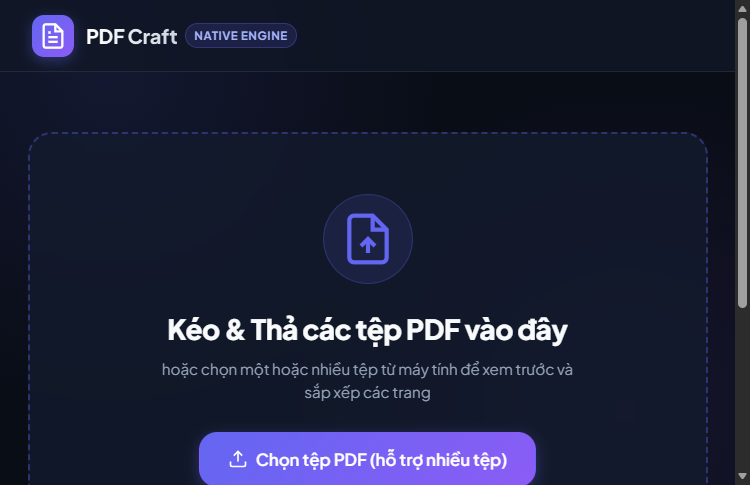 PDF Craft NATIVE ENGINE
Kéo & Thả các tệp PDF vào đây
hoặc chọn một hoặc nhiều tệp từ máy tính để xem trước và
sắp xếp các trang
Chọn tệp PDF (hỗ trợ nhiều tệp)